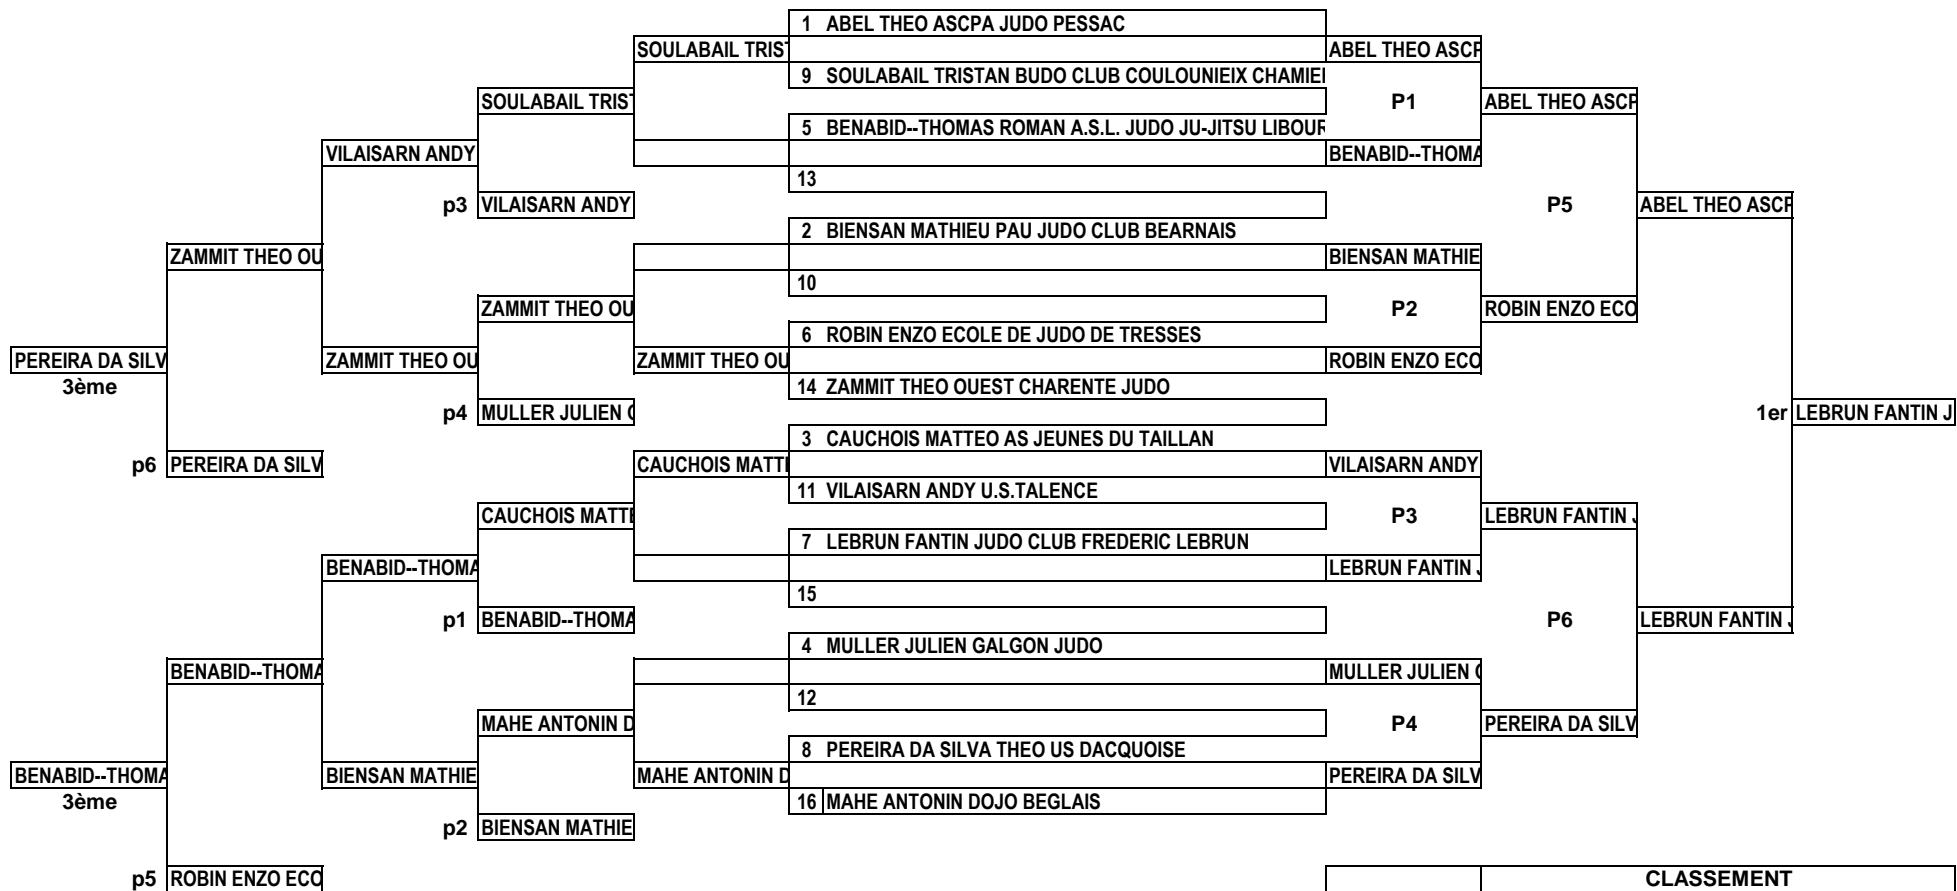 1 ABEL THEO ASCPA JUDO PESSAC
SOULABAIL TRIST ABEL THEO ASCP
9 SOULABAIL TRISTAN BUDO CLUB COULOUNIEIX CHAMIE
SOULABAIL TRIST P1 ABEL THEO ASCP
5 BENABID--THOMAS ROMAN A.S.L. JUDO JU-JITSU LIBOUR
VILAISARN ANDY BENABID--THOMA
13
p3 VILAISARN ANDY P5 ABEL THEO ASCP
2 BIENSAN MATHIEU PAU JUDO CLUB BEARNAIS
ZAMMIT THEO OU BIENSAN MATHIE
10
ZAMMIT THEO OU P2 ROBIN ENZO ECO
6 ROBIN ENZO ECOLE DE JUDO DE TRESSES
PEREIRA DA SILV ZAMMIT THEO OU ZAMMIT THEO OU ROBIN ENZO ECO
3ème 14 ZAMMIT THEO OUEST CHARENTE JUDO
p4 MULLER JULIEN G 1er LEBRUN FANTIN J
3 CAUCHOIS MATTEO AS JEUNES DU TAILLAN
p6 PEREIRA DA SILV CAUCHOIS MATTE VILAISARN ANDY
11 VILAISARN ANDY U.S.TALENCE
CAUCHOIS MATTE P3 LEBRUN FANTIN J
7 LEBRUN FANTIN JUDO CLUB FREDERIC LEBRUN
BENABID--THOMA LEBRUN FANTIN J
15
p1 BENABID--THOMA P6 LEBRUN FANTIN J
4 MULLER JULIEN GALGON JUDO
BENABID--THOMA MULLER JULIEN G
12
MAHE ANTONIN D P4 PEREIRA DA SILV
8 PEREIRA DA SILVA THEO US DACQUOISE
BENABID--THOMA BIENSAN MATHIE MAHE ANTONIN D PEREIRA DA SILV
3ème 16 MAHE ANTONIN DOJO BEGLAIS
p2 BIENSAN MATHIE
p5 ROBIN ENZO ECO CLASSEMENT